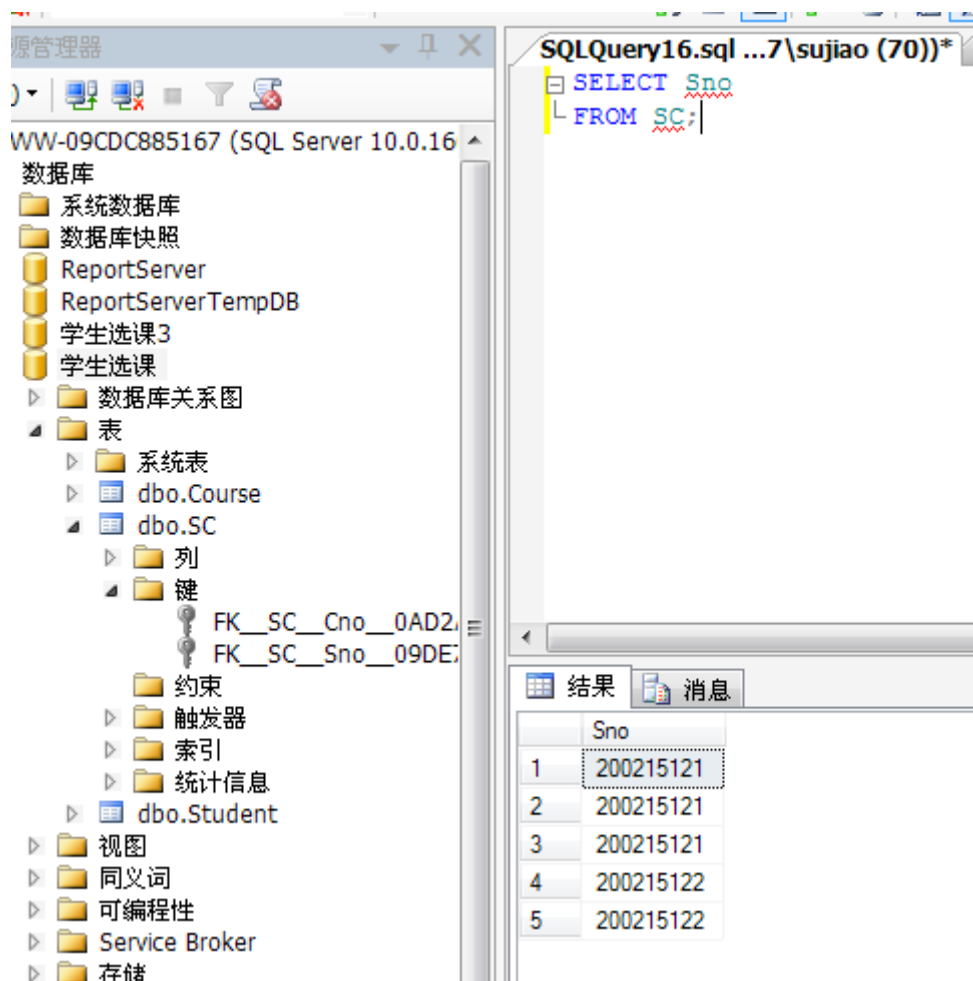 源管理器
WW-09CDC885167 (SQL Server 10.0.16
数据库
系统数据库
数据库快照
ReportServer
ReportServerTempDB
学生选课3
学生选课
数据库关系图
表
系统表
dbo.Course
dbo.SC
列
键
FK__SC__Cno__0AD2
FK__SC__Sno__09DE
约束
触发器
索引
统计信息
dbo.Student
视图
同义词
可编程性
Service Broker
存储
SQLQuery16.sql ...7\sujiao (70))*
SELECT Sno
FROM SC;
结果 消息
Sno
1 200215121
2 200215121
3 200215121
4 200215122
5 200215122